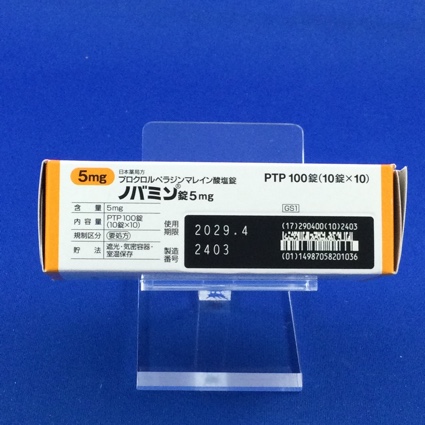 5mg
日本薬局方
プロクロルペラジンマレイン酸塩錠
ノバミン®錠5mg
PTP 100錠(10錠×10)
含量 5mg
内容量 PTP100錠
(10錠×10)
規制区分 要処方
貯法 遮光・気密容器・
室温保存
使用
期限 2029.4
製造
番号 2403
GS1
(17)290400(10)2403
(01)14987058201036